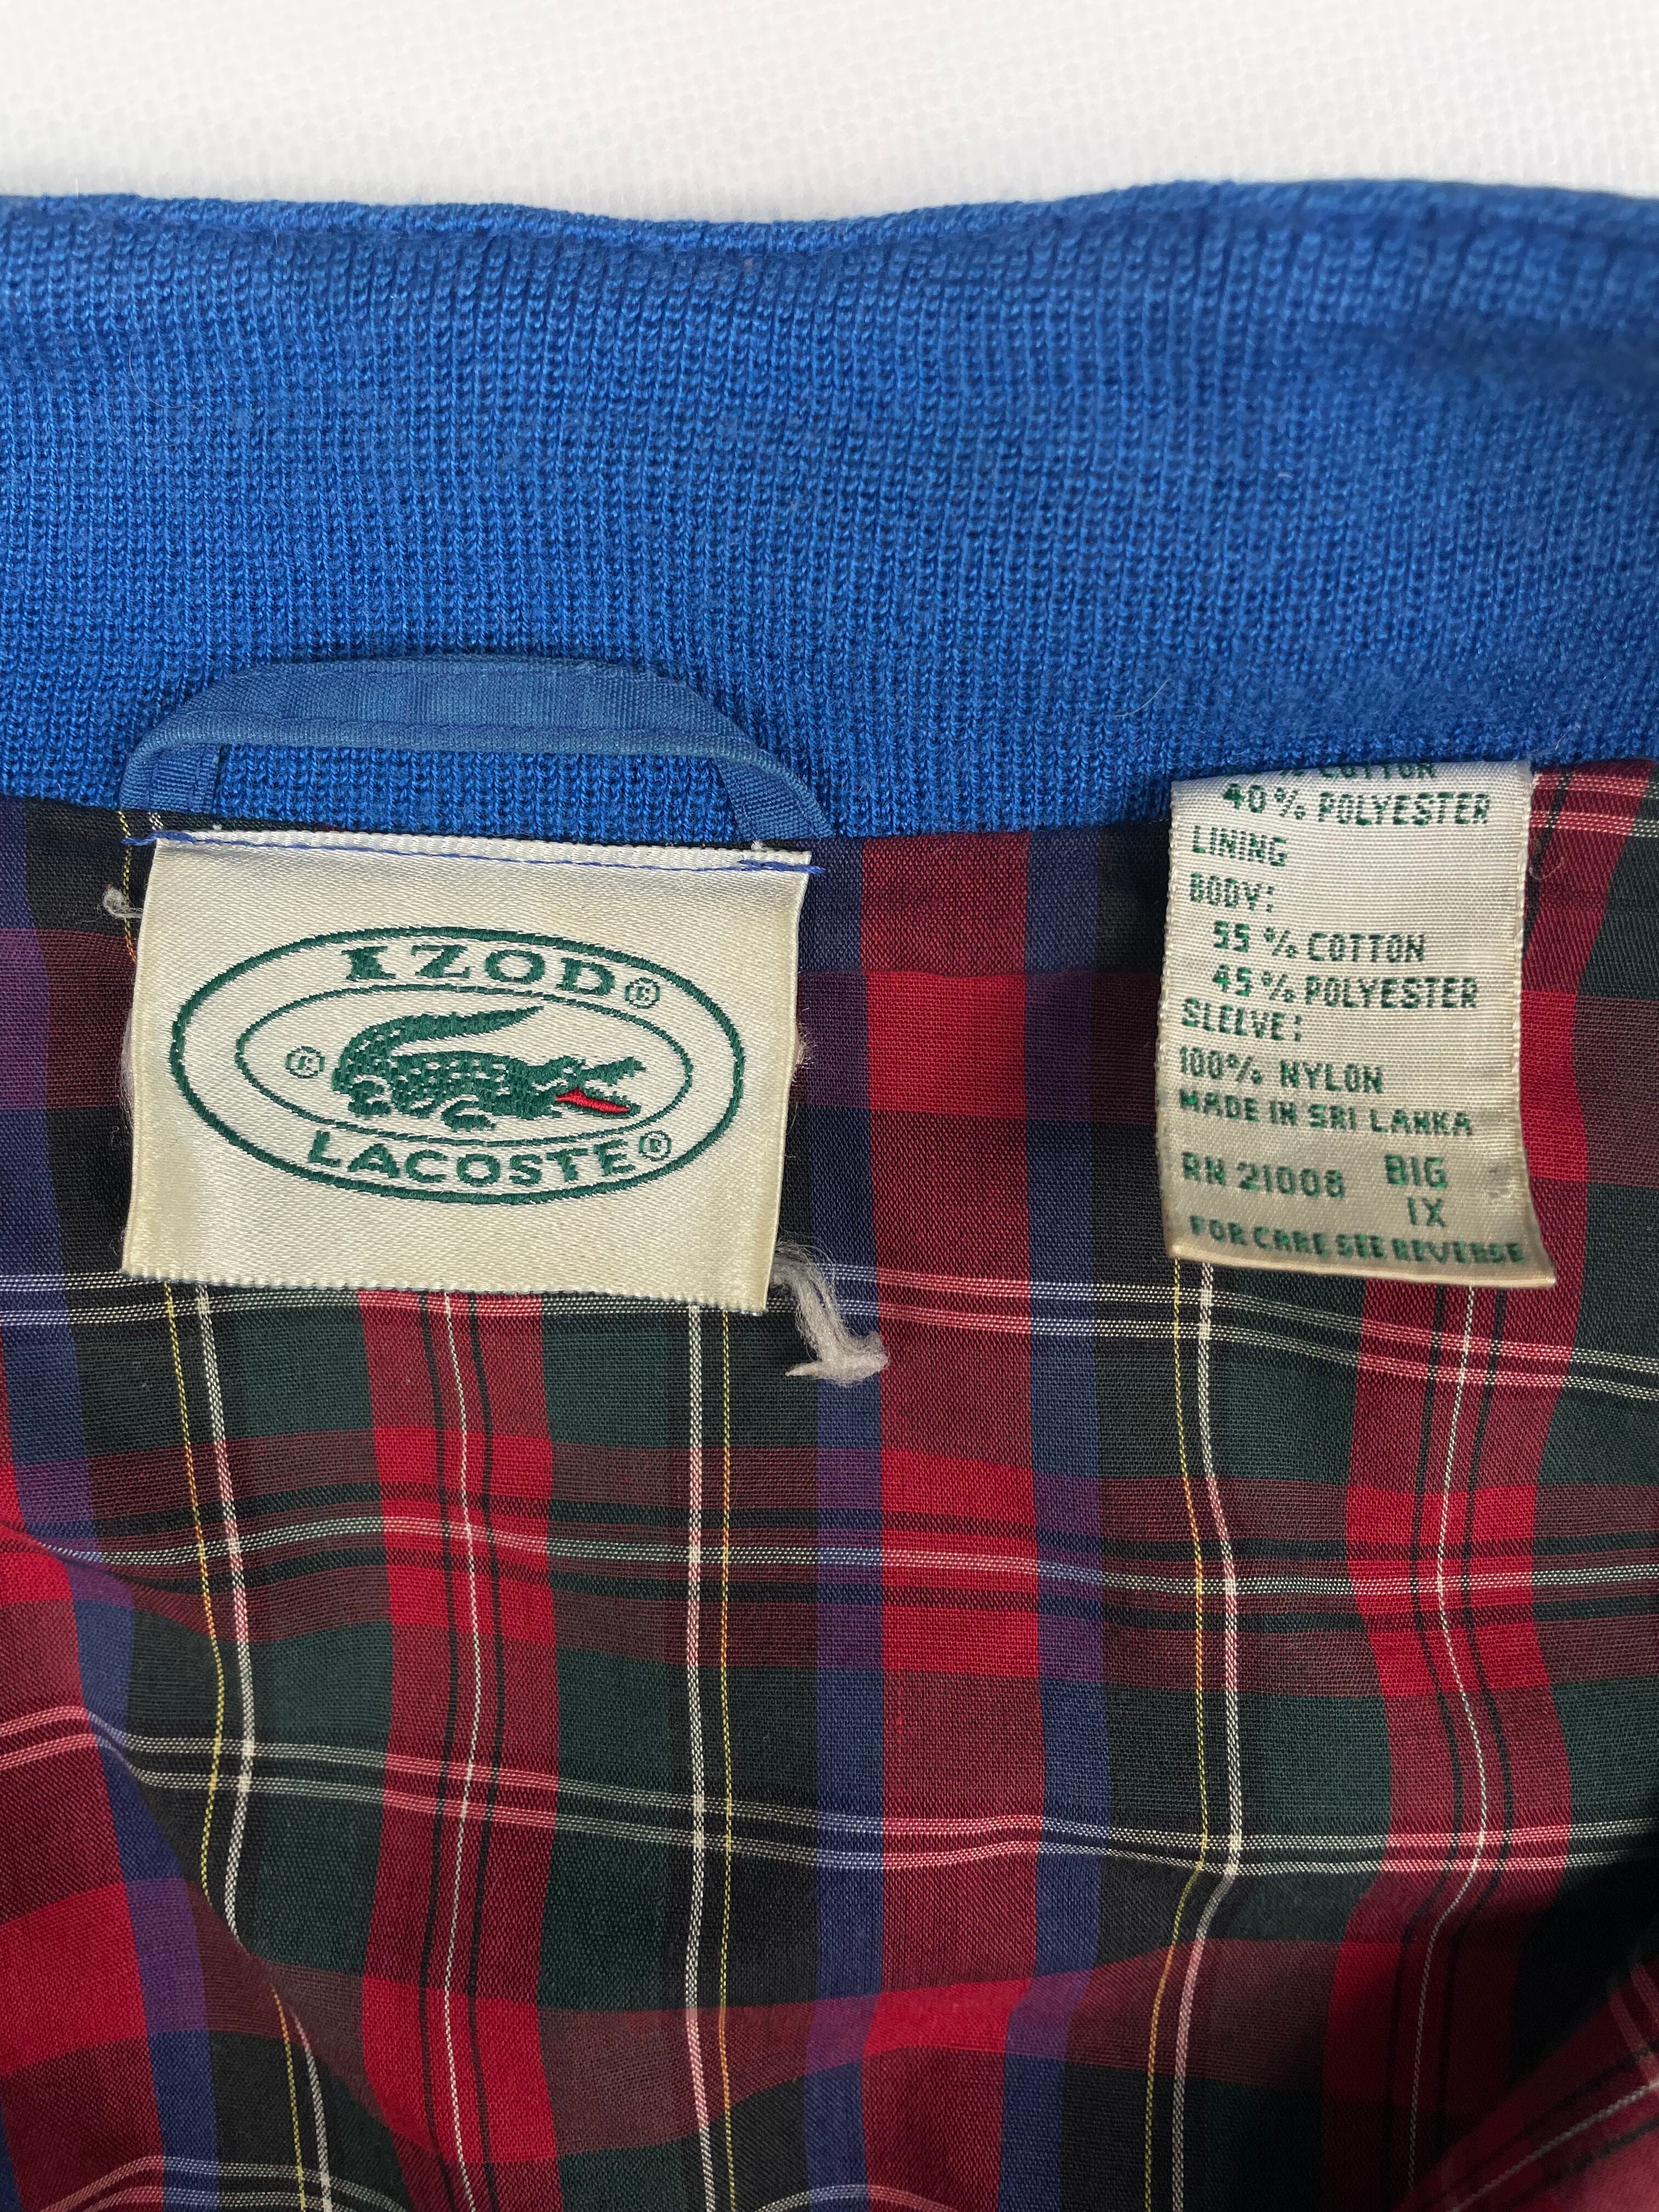 IZOD®
®
LACOSTE®
% COTTON
40% POLYESTER
LINING
BODY:
55% COTTON
45% POLYESTER
SLEEVE:
100% NYLON
MADE IN SRI LANKA
RN 21008 BIG
1X
FOR CARE SEE REVERSE